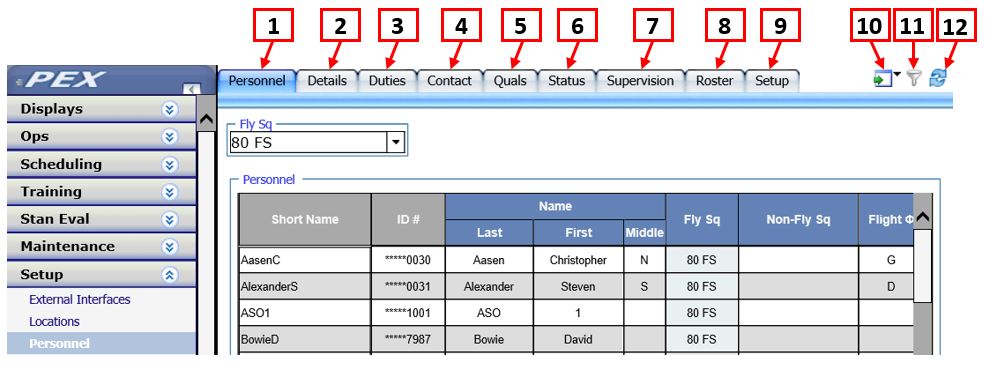 1 2 3 4 5 6 7 8 9 10 11 12
PEX
Personnel Details Duties Contact Quals Status Supervision Roster Setup
Displays
Ops
Scheduling
Training
Stan Eval
Maintenance
Setup
External Interfaces
Locations
Personnel
Fly Sq
80 FS
Personnel
Short Name ID # Name Fly Sq Non-Fly Sq Flight
Last First Middle
AasenC *****0030 Aasen Christopher N 80 FS G
AlexanderS *****0031 Alexander Steven S 80 FS D
ASO1 *****1001 ASO 1 80 FS
BowieD *****7987 Bowie David 80 FS